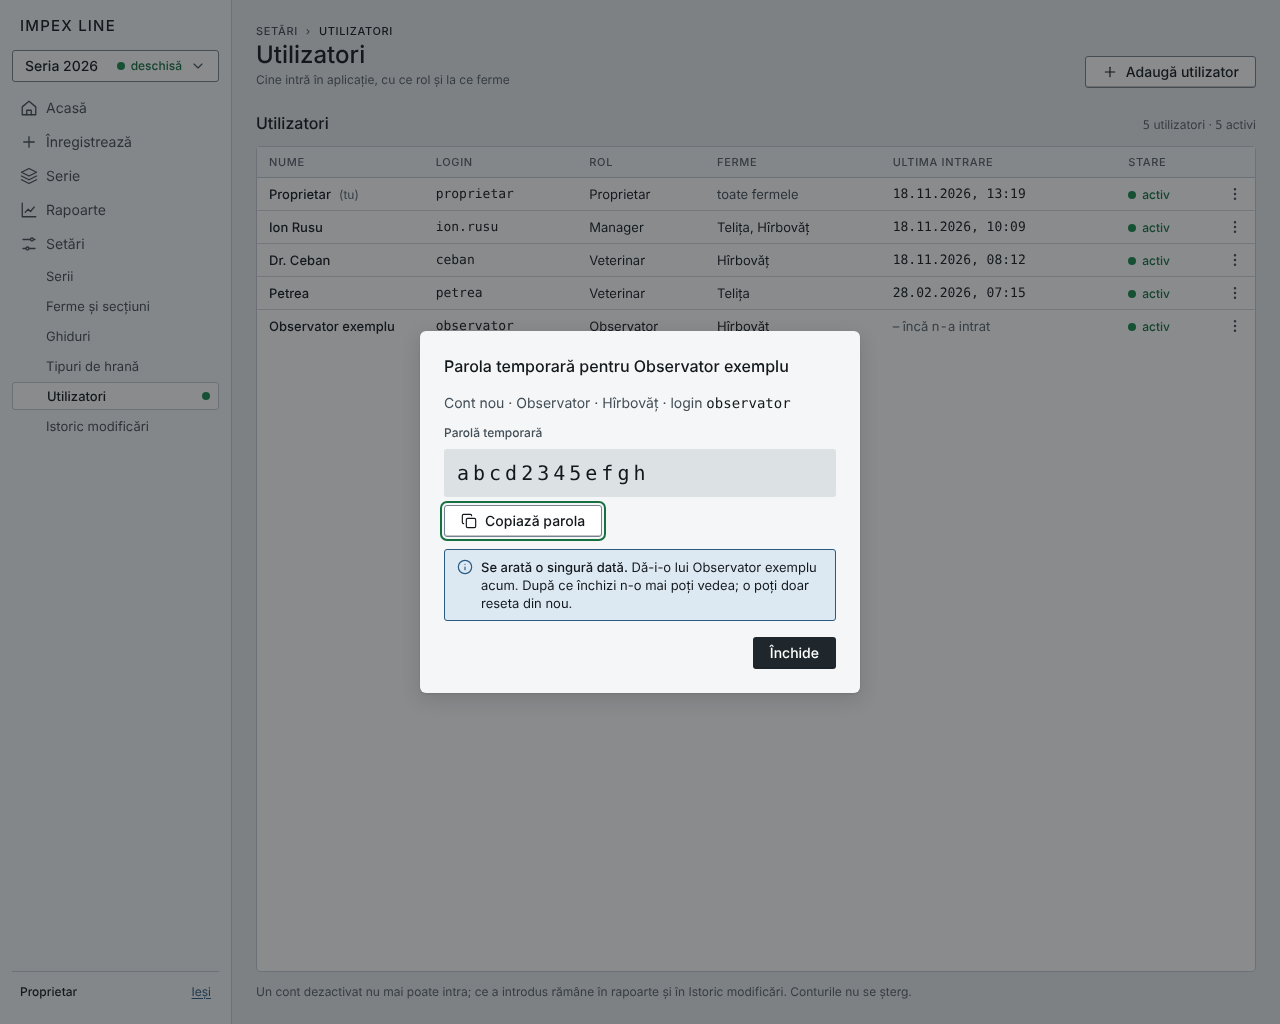 IMPEX LINE
Seria 2026 deschisă
Acasă
Înregistrează
Serie
Rapoarte
Setări
Serii
Ferme și secțiuni
Ghiduri
Tipuri de hrană
Utilizatori
Istoric modificări
Proprietar Ieși
SETĂRI › UTILIZATORI
Utilizatori
Cine intră în aplicație, cu ce rol și la ce ferme
Adaugă utilizator
Utilizatori
5 utilizatori · 5 activi
NUME LOGIN ROL FERME ULTIMA INTRARE STARE
Proprietar (tu) proprietar Proprietar toate fermele 18.11.2026, 13:19 activ
Ion Rusu ion.rusu Manager Telița, Hîrbovăț 18.11.2026, 10:09 activ
Dr. Ceban ceban Veterinar Hîrbovăț 18.11.2026, 08:12 activ
Petrea petrea Veterinar Telița 28.02.2026, 07:15 activ
Observator exemplu observator Observator Hîrbovăț – încă n-a intrat activ
Parola temporară pentru Observator exemplu
Cont nou · Observator · Hîrbovăț · login observator
Parolă temporară
abcd2345efgh
Copiază parola
Se arată o singură dată. Dă-i-o lui Observator exemplu
acum. După ce închizi n-o mai poți vedea; o poți doar
reseta din nou.
Închide
Un cont dezactivat nu mai poate intra; ce a introdus rămâne în rapoarte și în Istoric modificări. Conturile nu se șterg.